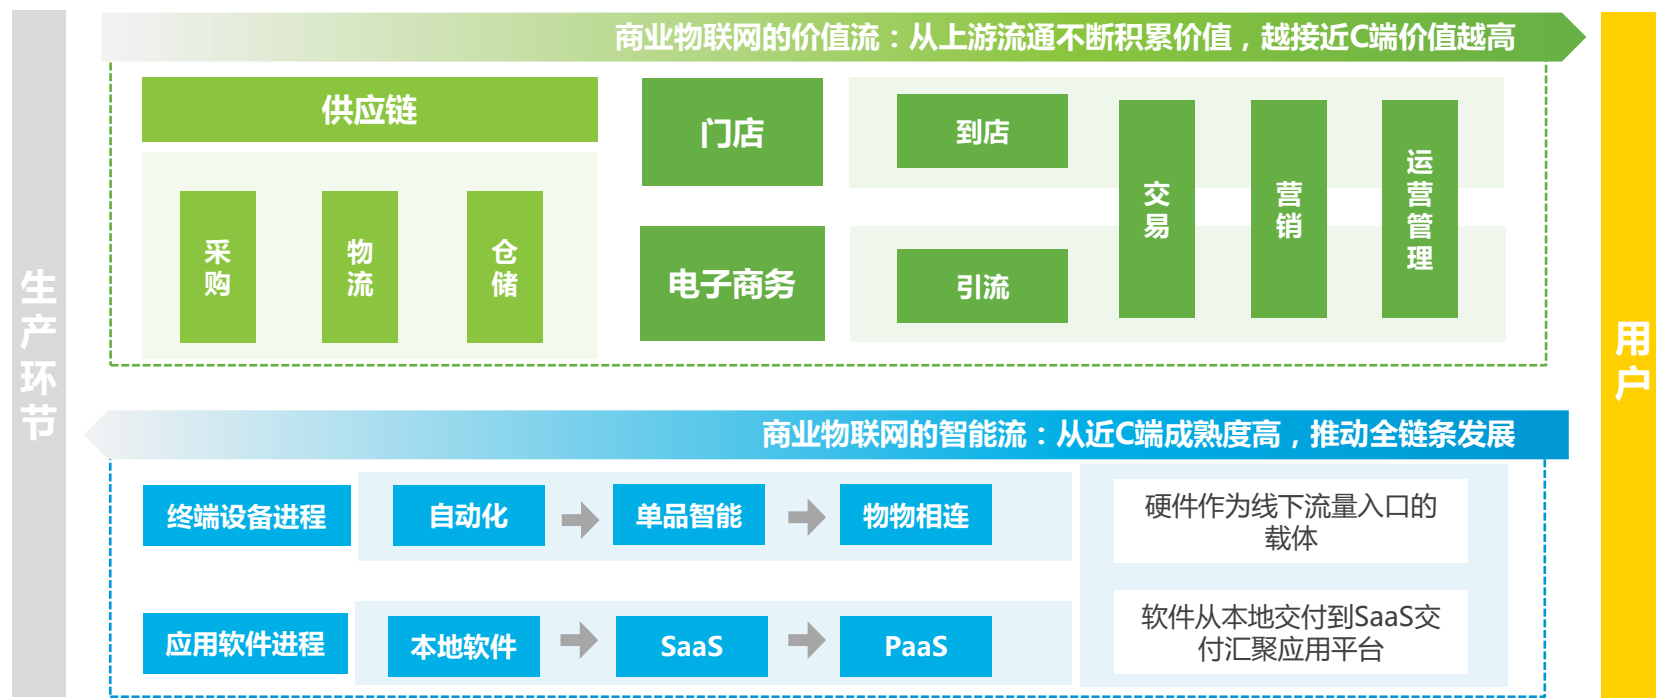 生产环节
商业物联网的价值流：从上游流通不断积累价值，越接近C端价值越高
供应链
采购
物流
仓储
门店
到店
电子商务
引流
交易
营销
运营管理
用户
商业物联网的智能流：从近C端成熟度高，推动全链条发展
终端设备进程
自动化
单品智能
物物相连
硬件作为线下流量入口的
载体
应用软件进程
本地软件
SaaS
PaaS
软件从本地交付到SaaS交
付汇聚应用平台